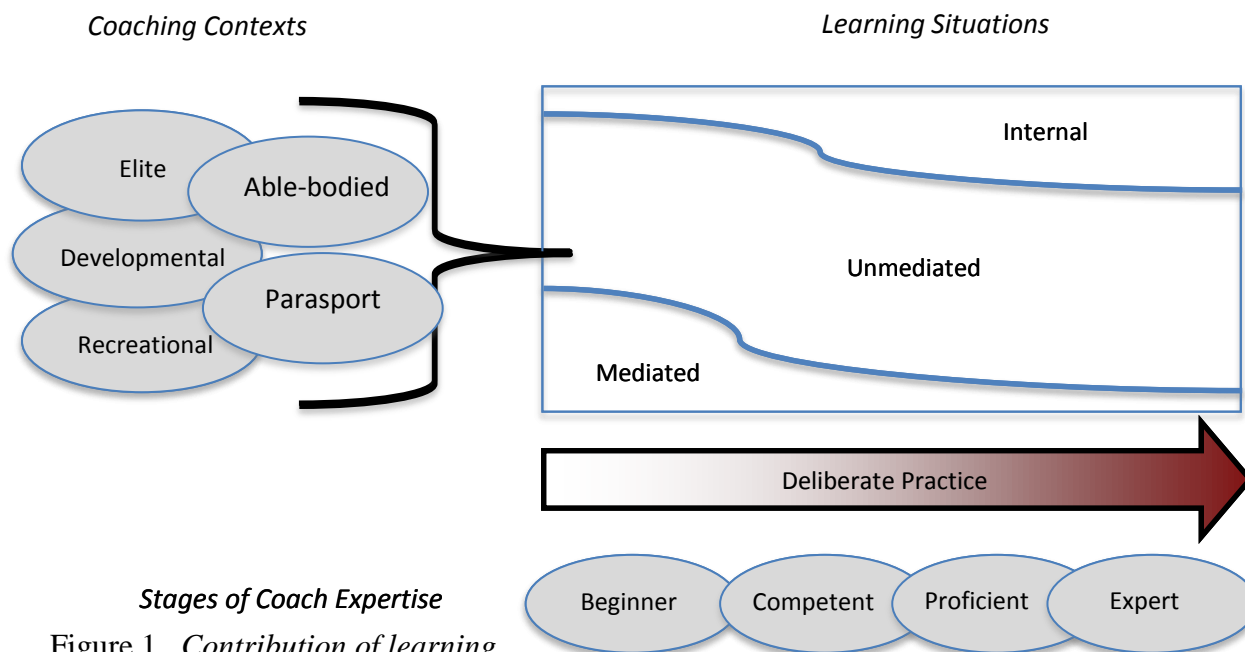 Coaching Contexts
Learning Situations
Elite
Able-bodied
Developmental
Parasport
Recreational
Internal
Unmediated
Mediated
Deliberate Practice
Stages of Coach Expertise
Beginner
Competent
Proficient
Expert
Figure 1. Contribution of learning